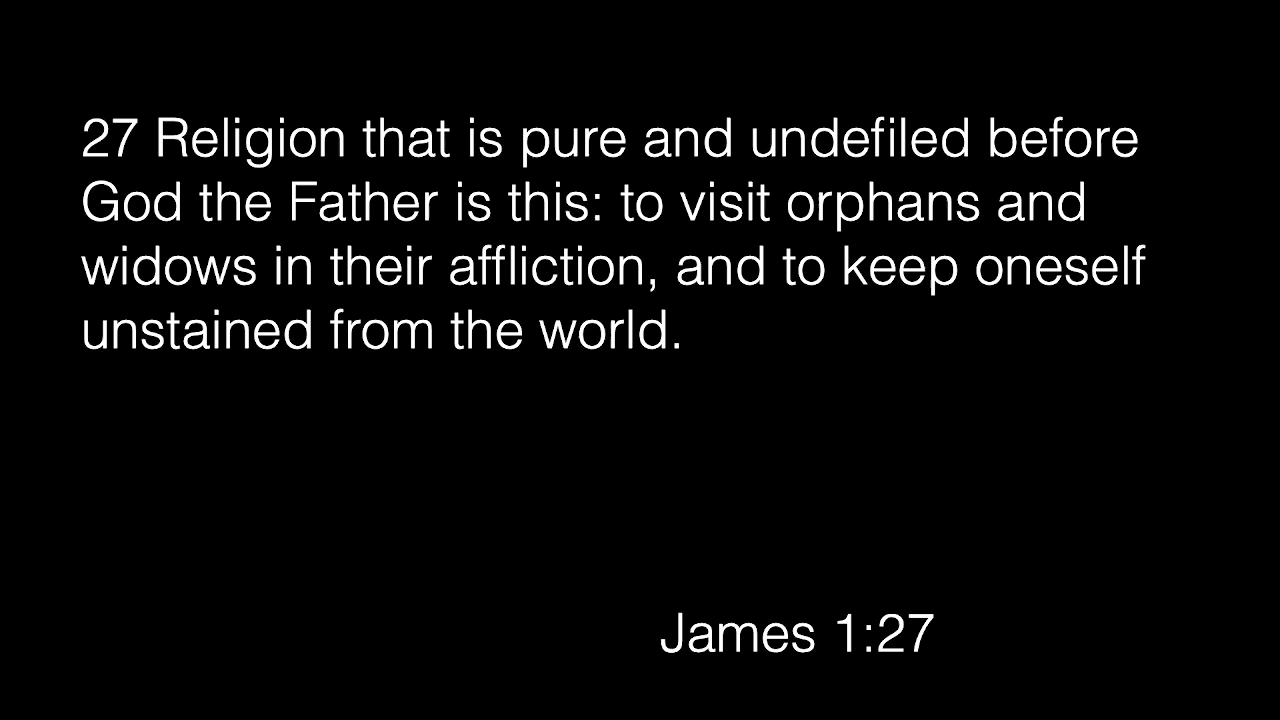 27 Religion that is pure and undefiled before
God the Father is this: to visit orphans and
widows in their affliction, and to keep oneself
unstained from the world.
James 1:27